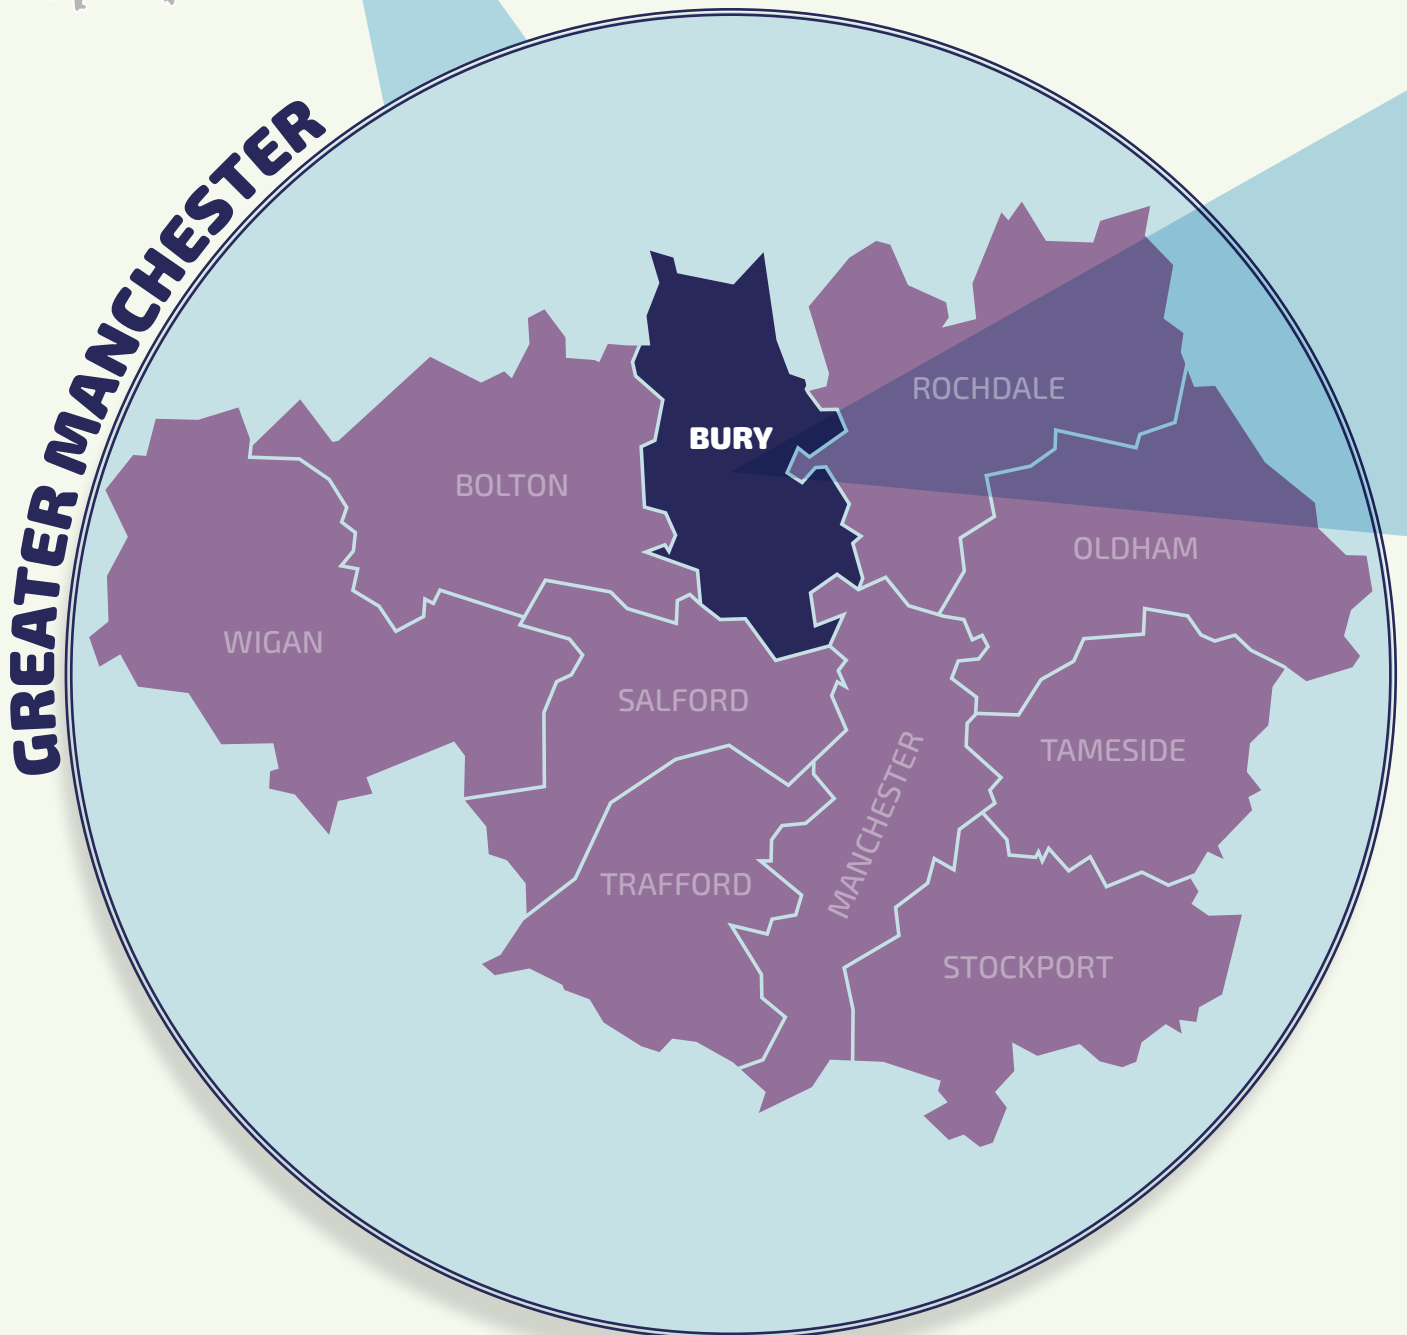 GREATER MANCHESTER
ROCHDALE
BURY
BOLTON
OLDHAM
WIGAN
SALFORD
TAMESIDE
MANCHESTER
TRAFFORD
STOCKPORT